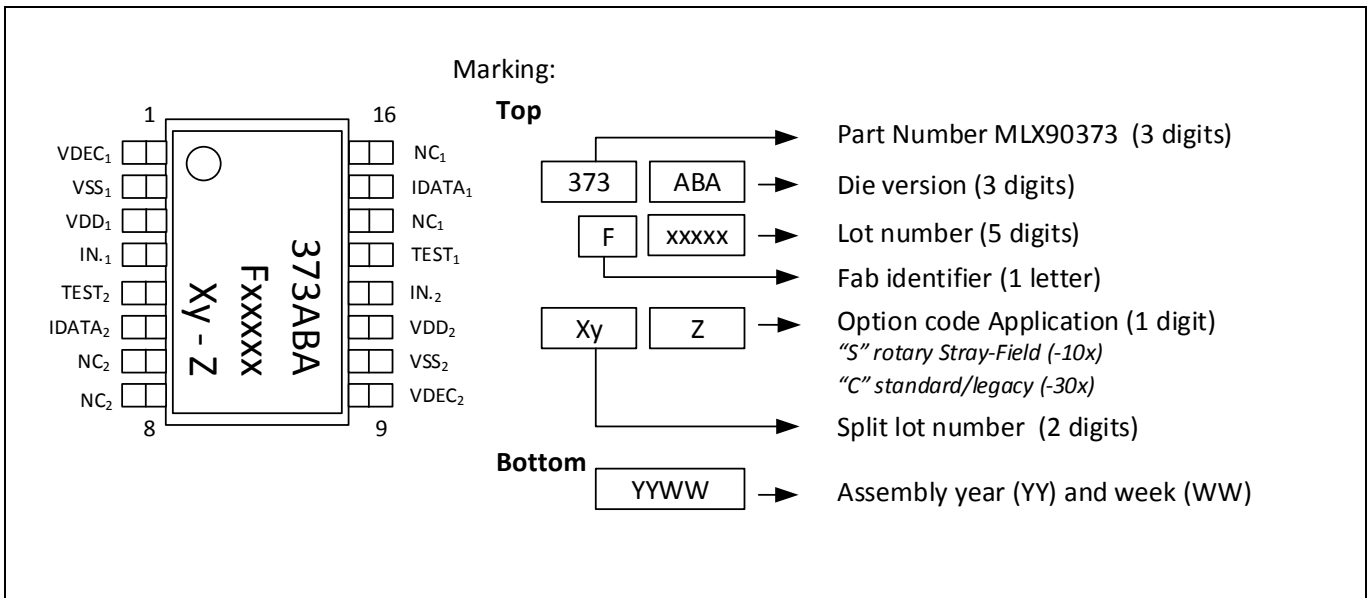 Marking:
Top
1 16
VDEC₁ NC₁
VSS₁ IDATA₁
VDD₁ NC₁
IN.₁ TEST₁
TEST₂ IN.₂
IDATA₂ VDD₂
NC₂ VSS₂
NC₂ VDEC₂
8 9
373ABA
Fxxxxx
Xy - Z
Part Number MLX90373 (3 digits)
373 ABA Die version (3 digits)
F xxxxx Lot number (5 digits)
Fab identifier (1 letter)
Xy Z Option code Application (1 digit)
“S” rotary Stray-Field (-10x)
“C” standard/legacy (-30x)
Split lot number (2 digits)
Bottom
YYWW Assembly year (YY) and week (WW)